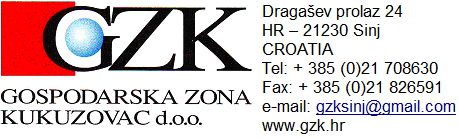 GZK
GOSPODARSKA ZONA
KUKUZOVAC d.o.o.
Dragašev prolaz 24
HR – 21230 Sinj
CROATIA
Tel: + 385 (0)21 708630
Fax: + 385 (0)21 826591
e-mail: gzksinj@gmail.com
www.gzk.hr